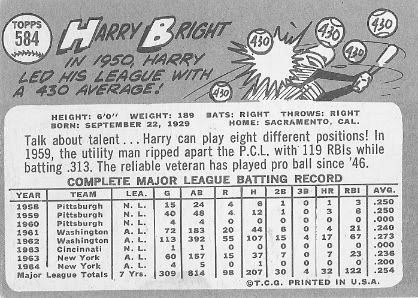 TOPPS
584
HARRY BRIGHT
IN 1950, HARRY
LED HIS LEAGUE WITH
A 430 AVERAGE!
430
430
430
430
HEIGHT: 6'0" WEIGHT: 189 BATS: RIGHT THROWS: RIGHT
BORN: SEPTEMBER 22, 1929 HOME: SACRAMENTO, CAL.
Talk about talent . . . Harry can play eight different positions! In
1959, the utility man ripped apart the P.C.L. with 119 RBIs while
batting .313. The reliable veteran has played pro ball since '46.
COMPLETE MAJOR LEAGUE BATTING RECORD
YEAR TEAM LEA. G AB R H 2B 3B HR RBI AVG.
1958 Pittsburgh N. L. 15 24 4 6 1 0 1 3 .250
1959 Pittsburgh N. L. 40 48 4 12 1 0 3 8 .250
1960 Pittsburgh N. L. 4 4 0 0 0 0 0 0 .000
1961 Washington A. L. 72 183 20 44 6 0 4 21 .240
1962 Washington A. L. 113 392 55 107 15 4 17 67 .273
1963 Cincinnati N. L. 1 1 0 0 0 0 0 0 .000
1963 New York A. L. 60 157 15 37 7 0 7 23 .236
1964 New York A. L. 4 5 0 1 0 0 0 0 .200
Major League Totals 7 Yrs. 309 814 98 207 30 4 32 122 .254
©T.C.G. PRINTED IN U.S.A.